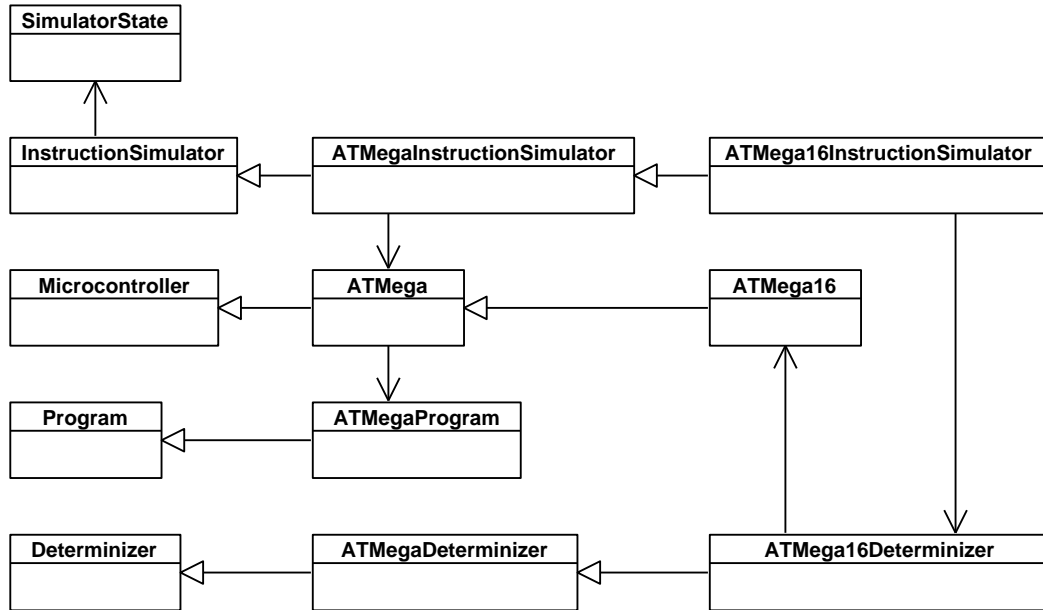 SimulatorState
InstructionSimulator
ATMegaInstructionSimulator
ATMega16InstructionSimulator
Microcontroller
ATMega
ATMega16
Program
ATMegaProgram
Determinizer
ATMegaDeterminizer
ATMega16Determinizer